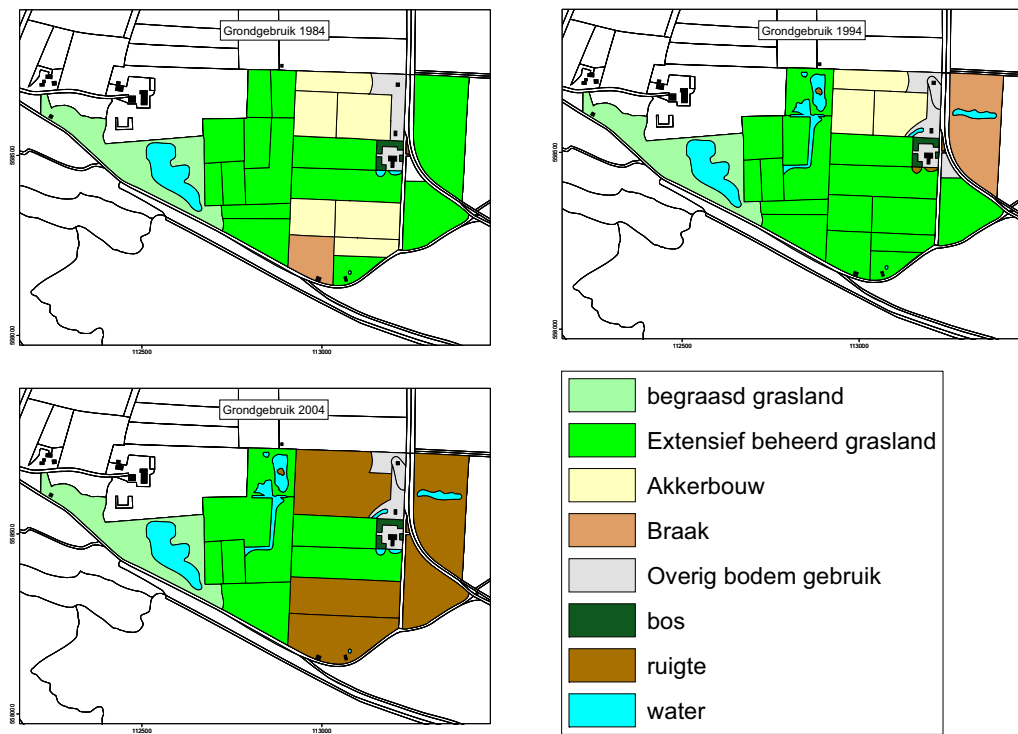 Grondgebruik 1984
Grondgebruik 1994
112500
113000
112500
113000
Grondgebruik 2004
112500
113000
begraasd grasland
Extensief beheerd grasland
Akkerbouw
Braak
Overig bodem gebruik
bos
ruigte
water